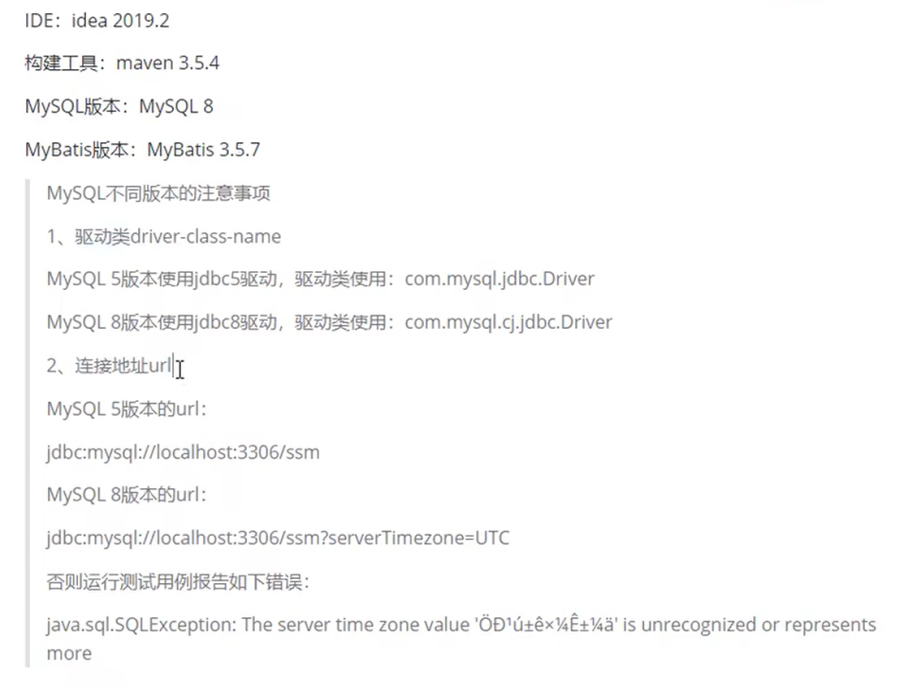 IDE：idea 2019.2
构建工具：maven 3.5.4
MySQL版本：MySQL 8
MyBatis版本：MyBatis 3.5.7
MySQL不同版本的注意事项
1、驱动类driver-class-name
MySQL 5版本使用jdbc5驱动，驱动类使用：com.mysql.jdbc.Driver
MySQL 8版本使用jdbc8驱动，驱动类使用：com.mysql.cj.jdbc.Driver
2、连接地址url
MySQL 5版本的url：
jdbc:mysql://localhost:3306/ssm
MySQL 8版本的url：
jdbc:mysql://localhost:3306/ssm?serverTimezone=UTC
否则运行测试用例报告如下错误：
java.sql.SQLException: The server time zone value 'ÖÐ¹ú±ê×¼Ê±¼ä' is unrecognized or represents
more